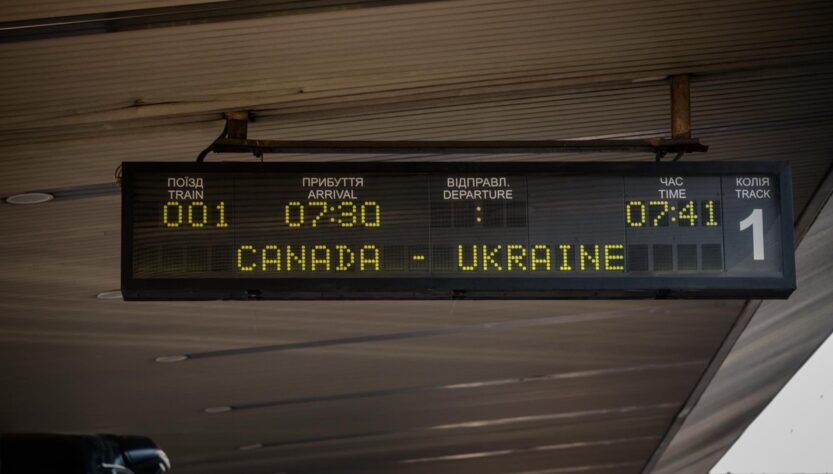 ПОЇЗД ПРИБУТТЯ ВІДПРАВЛ. ЧАС КОЛІЯ
TRAIN ARRIVAL DEPARTURE TIME TRACK
001 07:30 : 07:41 1
CANADA - UKRAINE